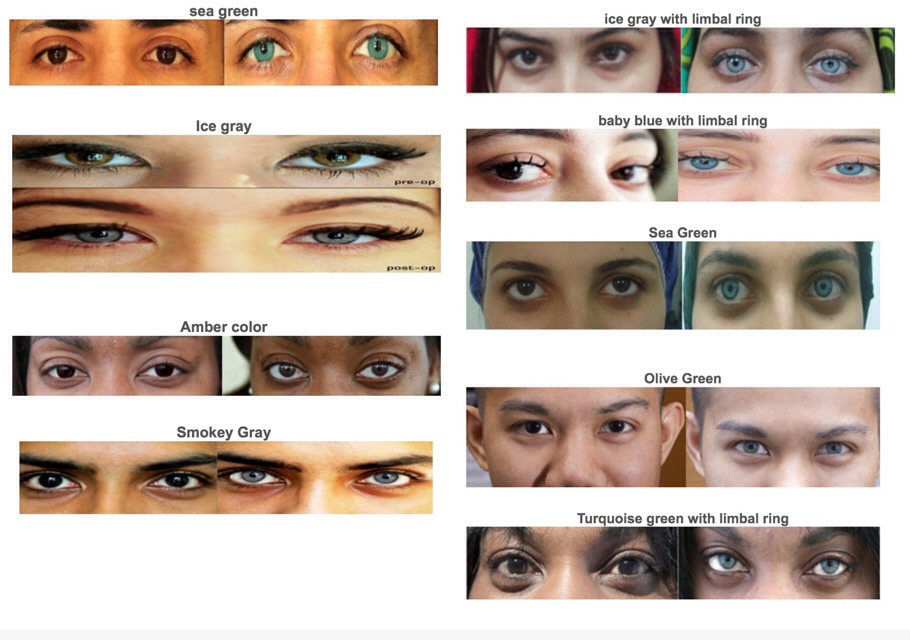 sea green
Ice gray
pre-op
post-op
Amber color
Smokey Gray
ice gray with limbal ring
baby blue with limbal ring
Sea Green
Olive Green
Turquoise green with limbal ring